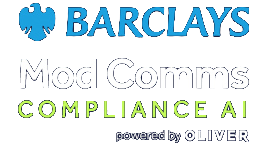 BARCLAYS
Mod Comms
COMPLIANCE AI
powered by OLIVER